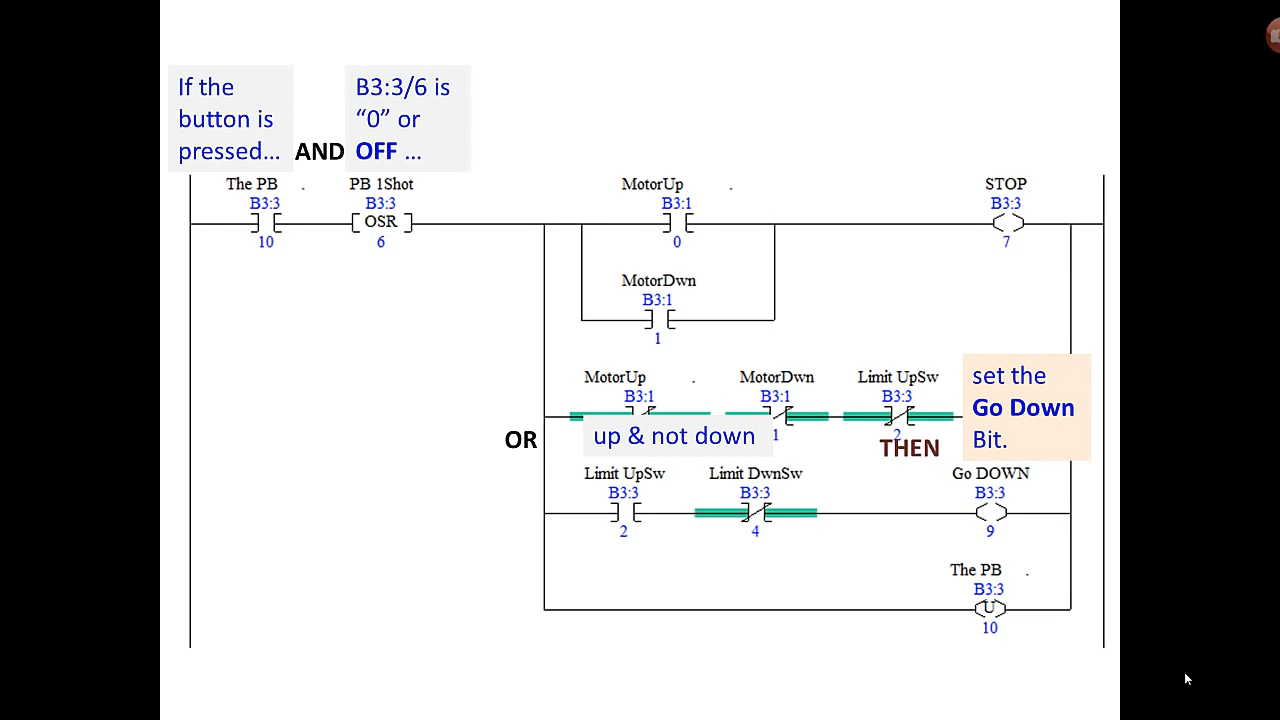 If the
button is
pressed...
AND
B3:3/6 is
“0” or
OFF ...
The PB .
B3:3
10
PB 1Shot
B3:3
OSR
6
MotorUp .
B3:1
0
STOP
B3:3
7
MotorDwn
B3:1
1
MotorUp .
B3:1
MotorDwn
B3:1
1
Limit UpSw
B3:3
2
set the
Go Down
Bit.
OR
up & not down
THEN
Limit UpSw
B3:3
2
Limit DwnSw
B3:3
4
Go DOWN
B3:3
9
The PB .
B3:3
U
10